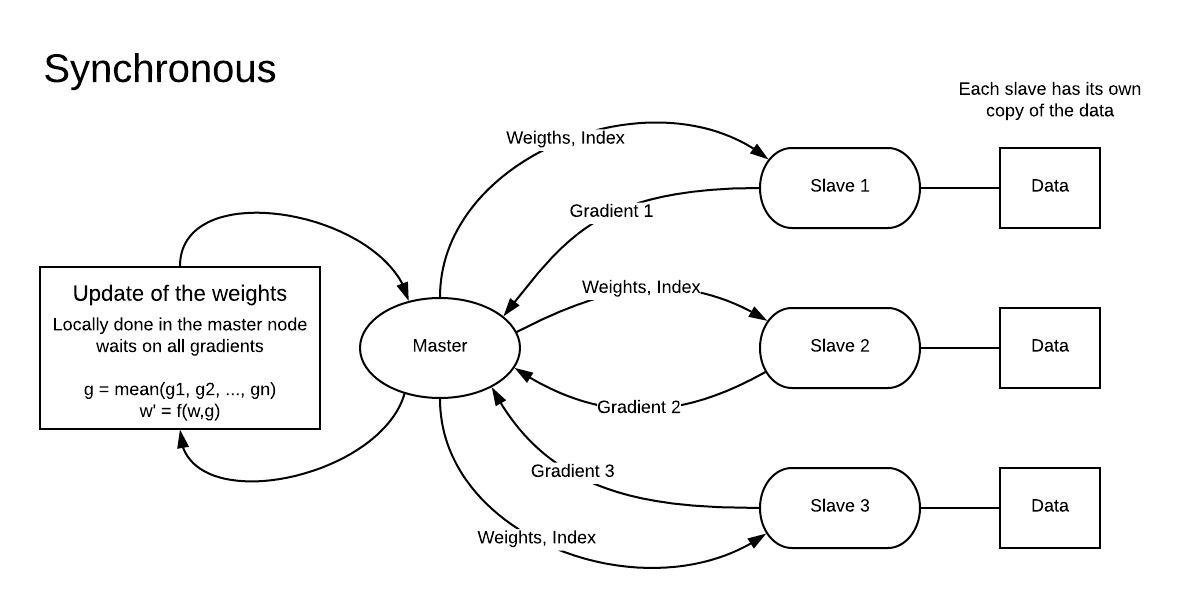 Synchronous
Each slave has its own
copy of the data
Weigths, Index
Slave 1
Data
Gradient 1
Update of the weights
Locally done in the master node
waits on all gradients
g = mean(g1, g2, ..., gn)
w' = f(w,g)
Master
Weights, Index
Slave 2
Data
Gradient 2
Gradient 3
Slave 3
Data
Weights, Index